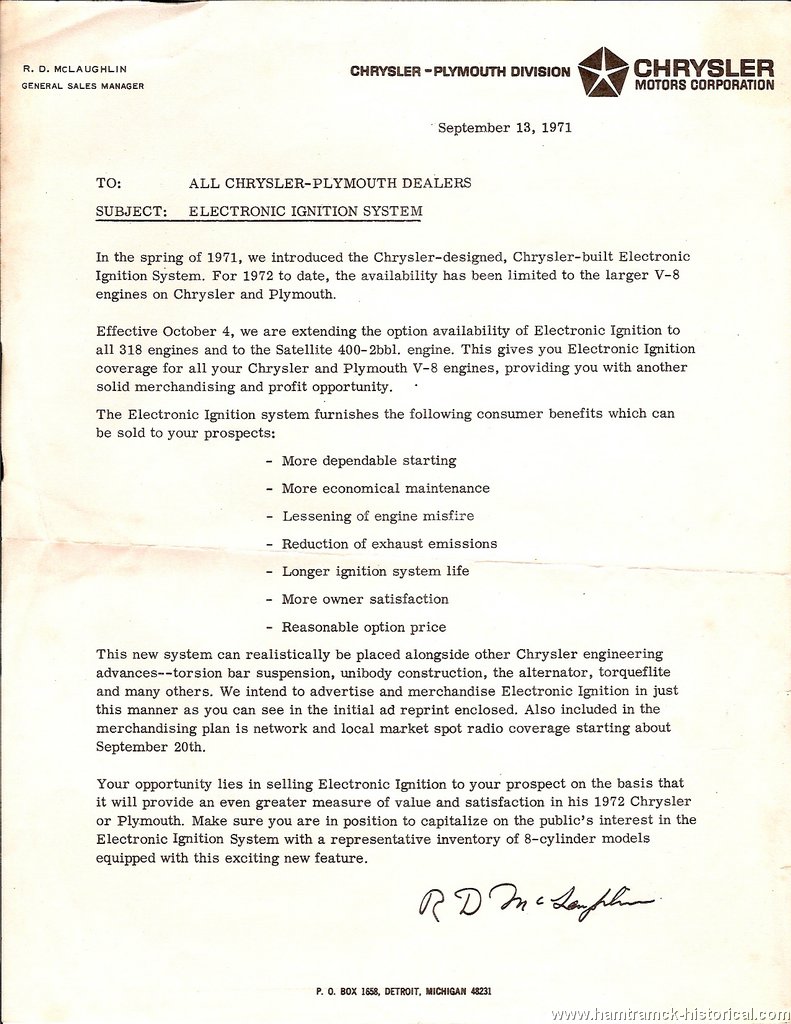 R. D. McLAUGHLIN
GENERAL SALES MANAGER
CHRYSLER-PLYMOUTH DIVISION
CHRYSLER
MOTORS CORPORATION
September 13, 1971
TO: ALL CHRYSLER-PLYMOUTH DEALERS
SUBJECT: ELECTRONIC IGNITION SYSTEM
In the spring of 1971, we introduced the Chrysler-designed, Chrysler-built Electronic
Ignition System. For 1972 to date, the availability has been limited to the larger V-8
engines on Chrysler and Plymouth.
Effective October 4, we are extending the option availability of Electronic Ignition to
all 318 engines and to the Satellite 400-2bbl. engine. This gives you Electronic Ignition
coverage for all your Chrysler and Plymouth V-8 engines, providing you with another
solid merchandising and profit opportunity.
The Electronic Ignition system furnishes the following consumer benefits which can
be sold to your prospects:
- More dependable starting
- More economical maintenance
- Lessening of engine misfire
- Reduction of exhaust emissions
- Longer ignition system life
- More owner satisfaction
- Reasonable option price
This new system can realistically be placed alongside other Chrysler engineering
advances--torsion bar suspension, unibody construction, the alternator, torqueflite
and many others. We intend to advertise and merchandise Electronic Ignition in just
this manner as you can see in the initial ad reprint enclosed. Also included in the
merchandising plan is network and local market spot radio coverage starting about
September 20th.
Your opportunity lies in selling Electronic Ignition to your prospect on the basis that
it will provide an even greater measure of value and satisfaction in his 1972 Chrysler
or Plymouth. Make sure you are in position to capitalize on the public's interest in the
Electronic Ignition System with a representative inventory of 8-cylinder models
equipped with this exciting new feature.
R D McLaughlin
P. O. BOX 1658, DETROIT, MICHIGAN 48231
www.hamtramck-historical.com